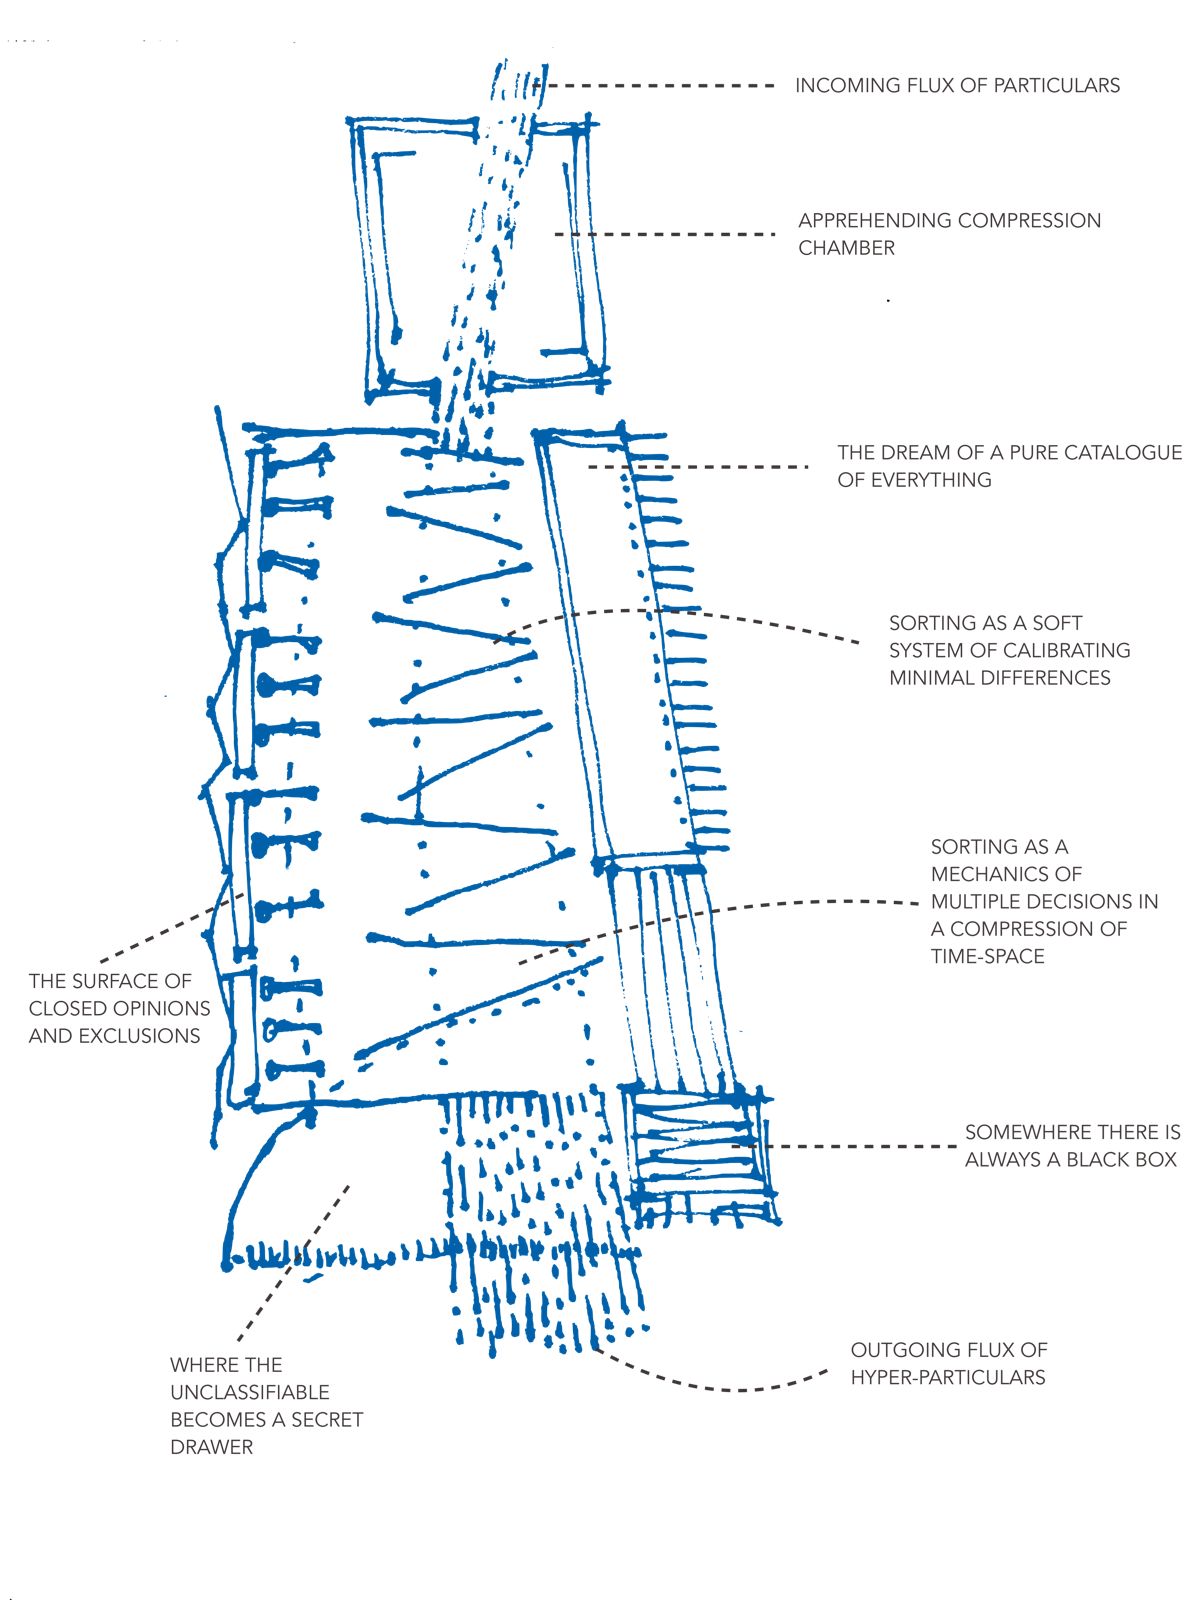 INCOMING FLUX OF PARTICULARS
APPREHENDING COMPRESSION
CHAMBER
THE DREAM OF A PURE CATALOGUE
OF EVERYTHING
SORTING AS A SOFT
SYSTEM OF CALIBRATING
MINIMAL DIFFERENCES
SORTING AS A
MECHANICS OF
MULTIPLE DECISIONS IN
A COMPRESSION OF
TIME-SPACE
THE SURFACE OF
CLOSED OPINIONS
AND EXCLUSIONS
SOMEWHERE THERE IS
ALWAYS A BLACK BOX
OUTGOING FLUX OF
HYPER-PARTICULARS
WHERE THE
UNCLASSIFIABLE
BECOMES A SECRET
DRAWER